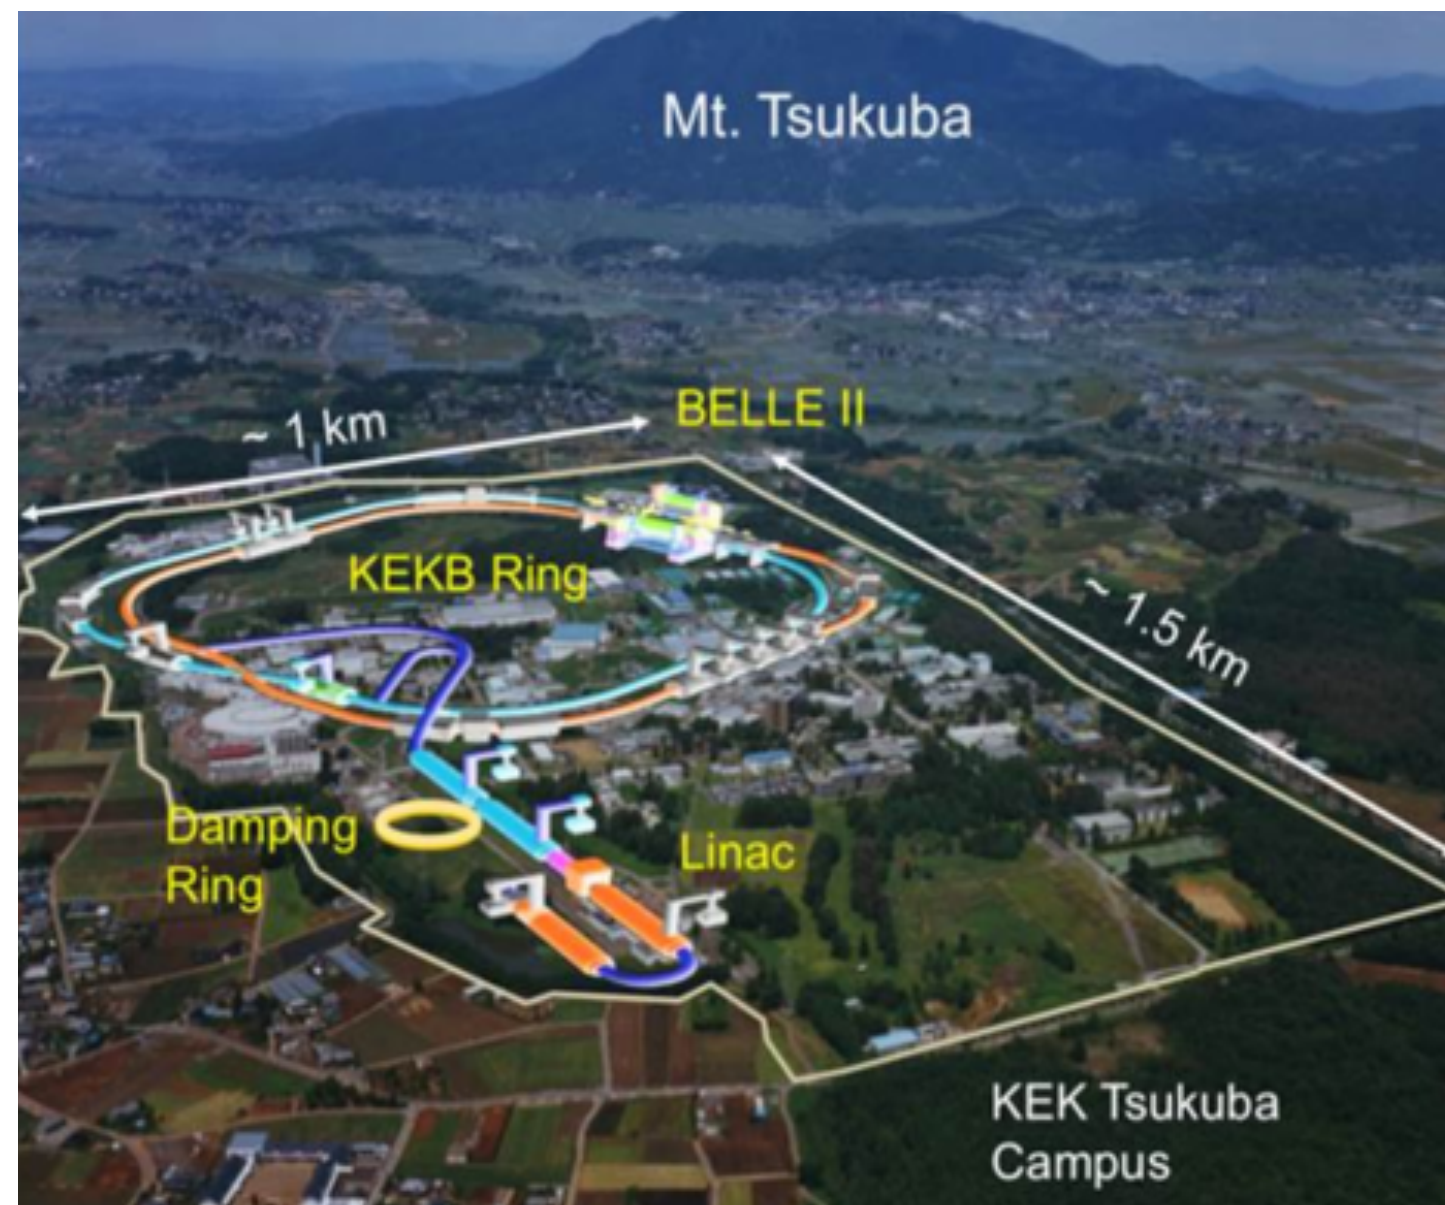 Mt. Tsukuba
BELLE II
~ 1 km
KEKB Ring
~ 1.5 km
Damping
Ring
Linac
KEK Tsukuba
Campus